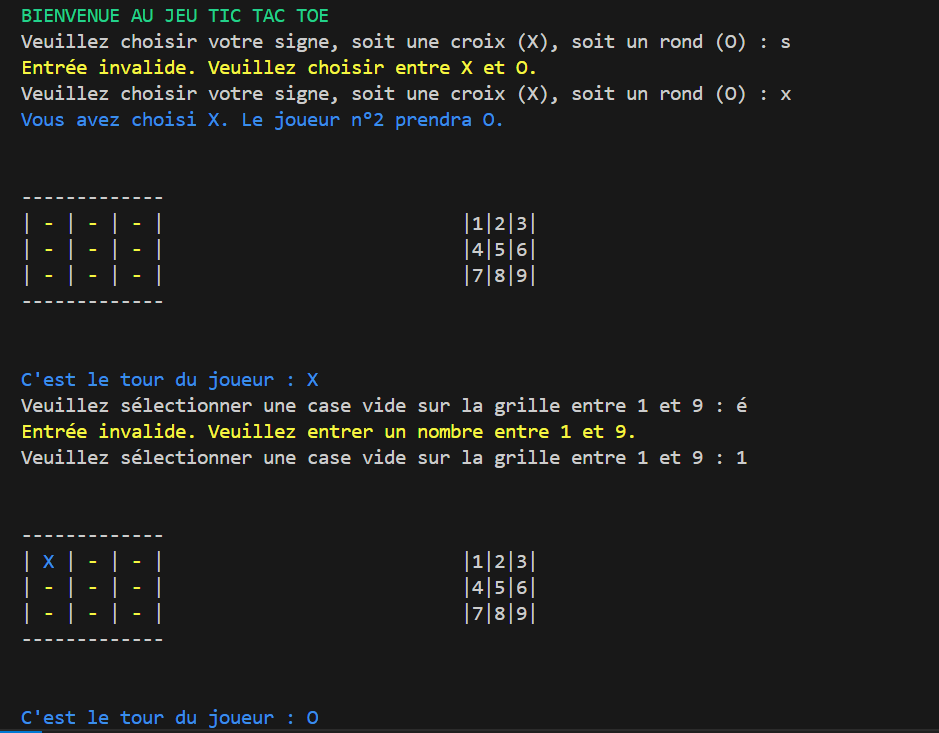 BIENVENUE AU JEU TIC TAC TOE
Veuillez choisir votre signe, soit une croix (X), soit un rond (O) : s
Entrée invalide. Veuillez choisir entre X et O.
Veuillez choisir votre signe, soit une croix (X), soit un rond (O) : x
Vous avez choisi X. Le joueur n°2 prendra O.
-------------
| - | - | - | |1|2|3|
| - | - | - | |4|5|6|
| - | - | - | |7|8|9|
-------------
C'est le tour du joueur : X
Veuillez sélectionner une case vide sur la grille entre 1 et 9 : é
Entrée invalide. Veuillez entrer un nombre entre 1 et 9.
Veuillez sélectionner une case vide sur la grille entre 1 et 9 : 1
-------------
| X | - | - | |1|2|3|
| - | - | - | |4|5|6|
| - | - | - | |7|8|9|
-------------
C'est le tour du joueur : O